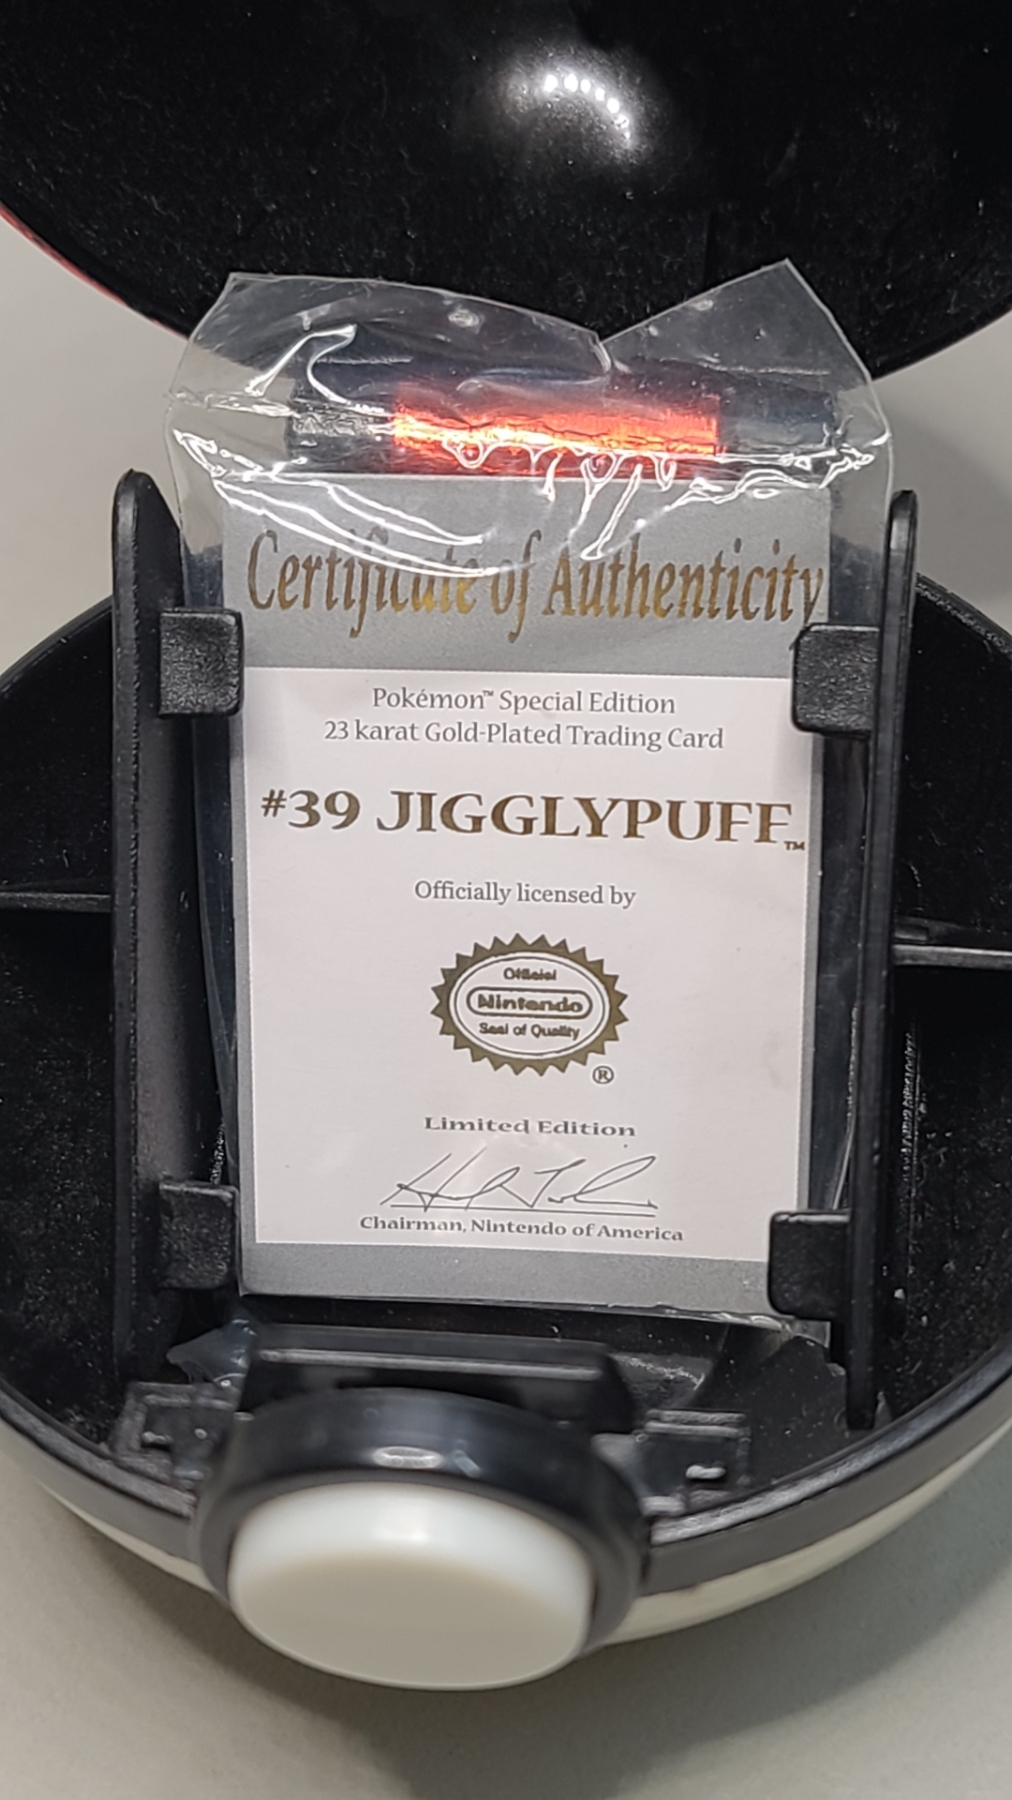 Certificate of Authenticity
Pokémon™ Special Edition
23 karat Gold-Plated Trading Card
#39 JIGGLYPUFF™
Officially licensed by
Official
Nintendo
Seal of Quality
®
Limited Edition
Chairman, Nintendo of America